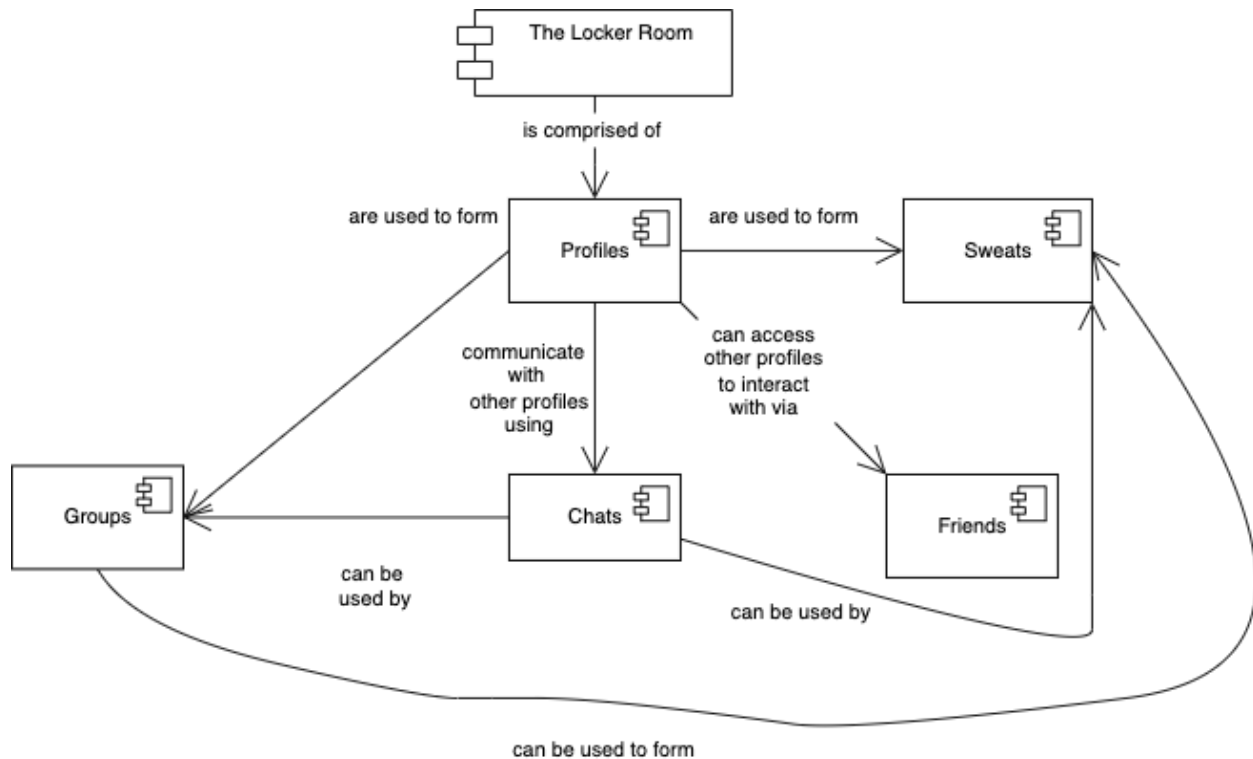 The Locker Room
is comprised of
are used to form
Profiles
are used to form
Sweats
communicate
with
other profiles
using
can access
other profiles
to interact
with via
Groups
Chats
Friends
can be
used by
can be used by
can be used to form